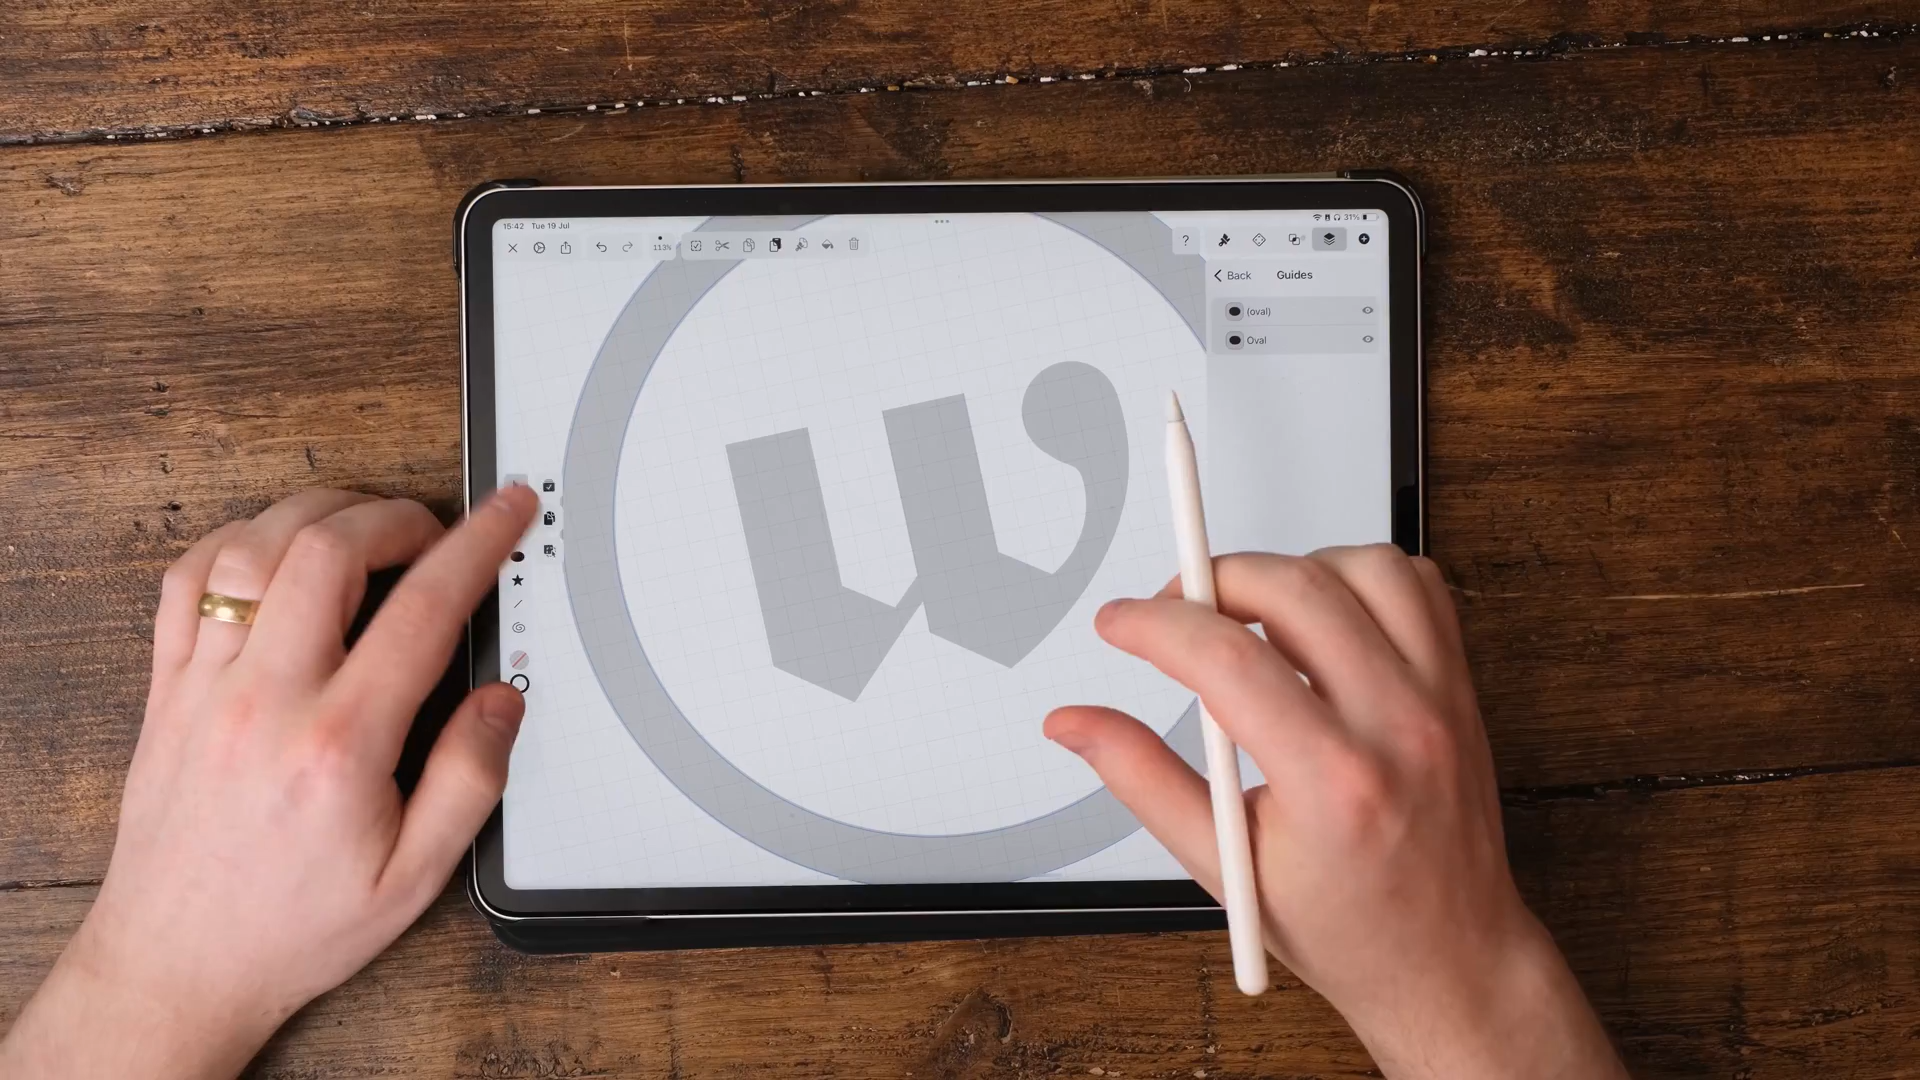 15:42 Tue 19 Jul
31%
113%
?
Back Guides
(oval)
Oval
w